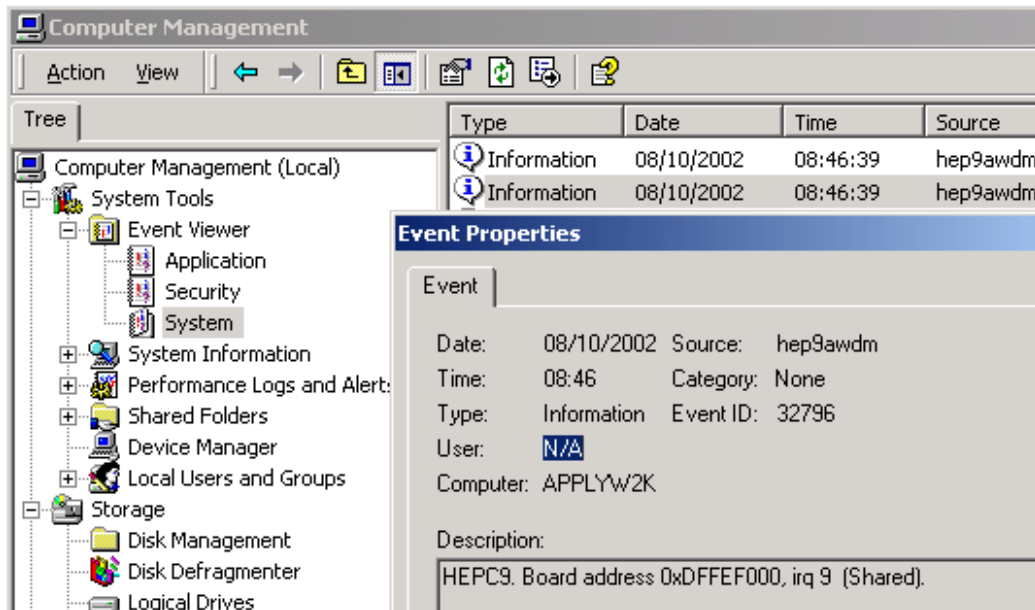 Computer Management
Action View
Tree
Type Date Time Source
Information 08/10/2002 08:46:39 hep9awdm
Information 08/10/2002 08:46:39 hep9awdm
Computer Management (Local)
System Tools
Event Viewer
Application
Security
System
System Information
Performance Logs and Alert
Shared Folders
Device Manager
Local Users and Groups
Storage
Disk Management
Disk Defragmenter
Logical Drives
Event Properties
Event
Date: 08/10/2002 Source: hep9awdm
Time: 08:46 Category: None
Type: Information Event ID: 32796
User: N/A
Computer: APPLYW2K
Description:
HEPC9. Board address 0xDFFEF000, irq 9 (Shared).